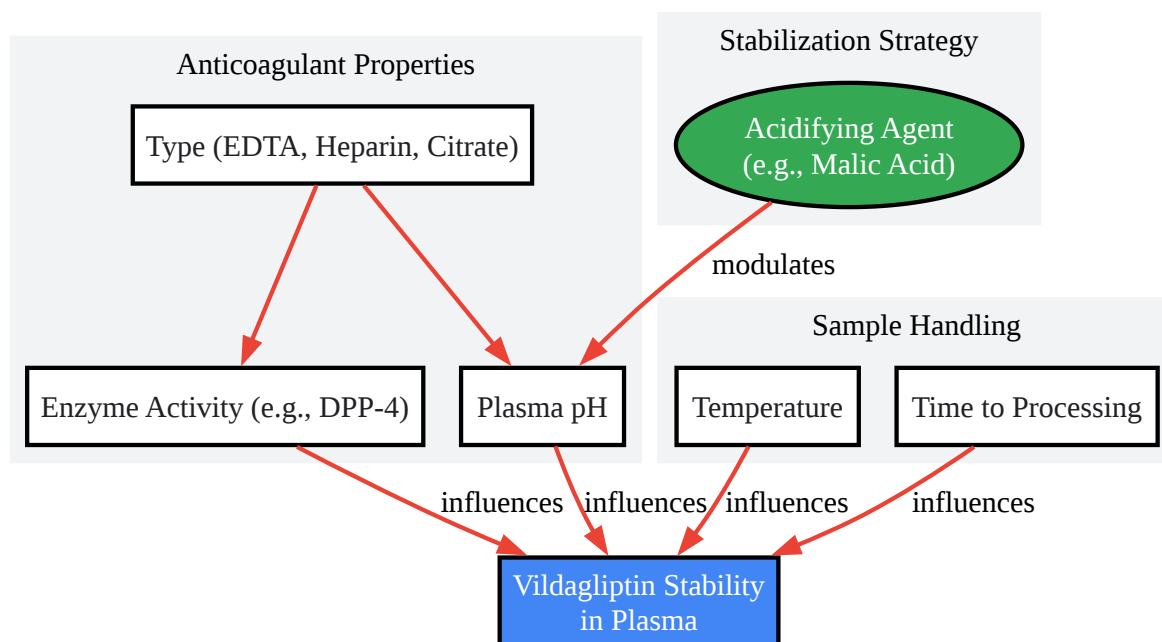 Stabilization Strategy
Anticoagulant Properties
Acidifying Agent
(e.g., Malic Acid)
Type (EDTA, Heparin, Citrate)
modulates
Sample Handling
Enzyme Activity (e.g., DPP-4)
Plasma pH
Temperature
Time to Processing
influences
influences
influences
influences
Vildagliptin Stability
in Plasma